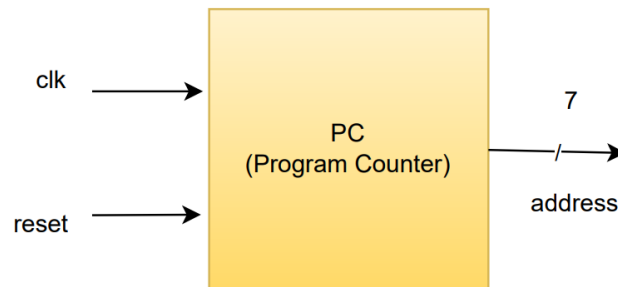 clk
reset
PC
(Program Counter)
7
/
address